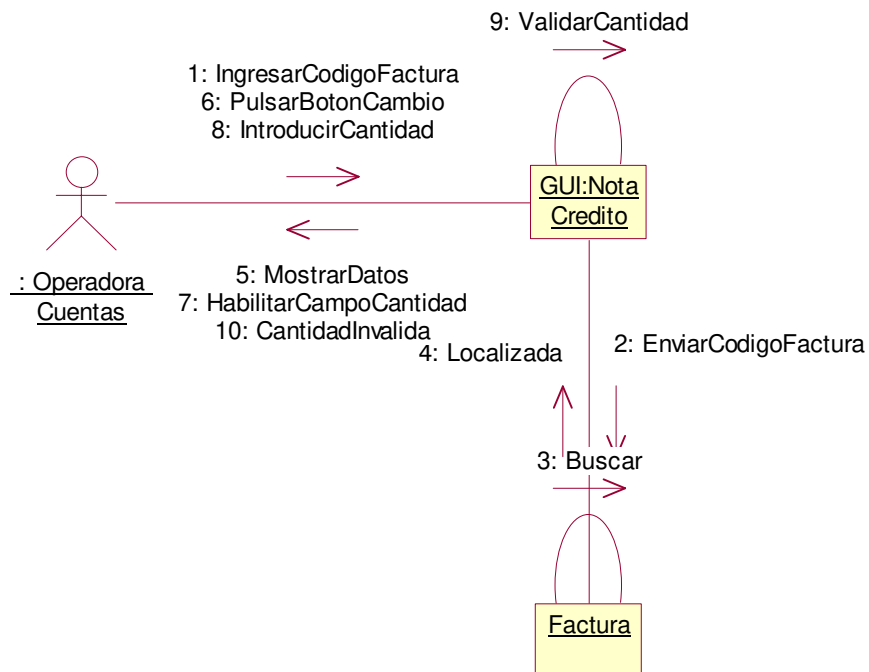 9: ValidarCantidad
1: IngresarCodigoFactura
6: PulsarBotonCambio
8: IntroducirCantidad
GUI:Nota
Credito
: Operadora
Cuentas
5: MostrarDatos
7: HabilitarCampoCantidad
10: CantidadInvalida
4: Localizada
2: EnviarCodigoFactura
3: Buscar
Factura